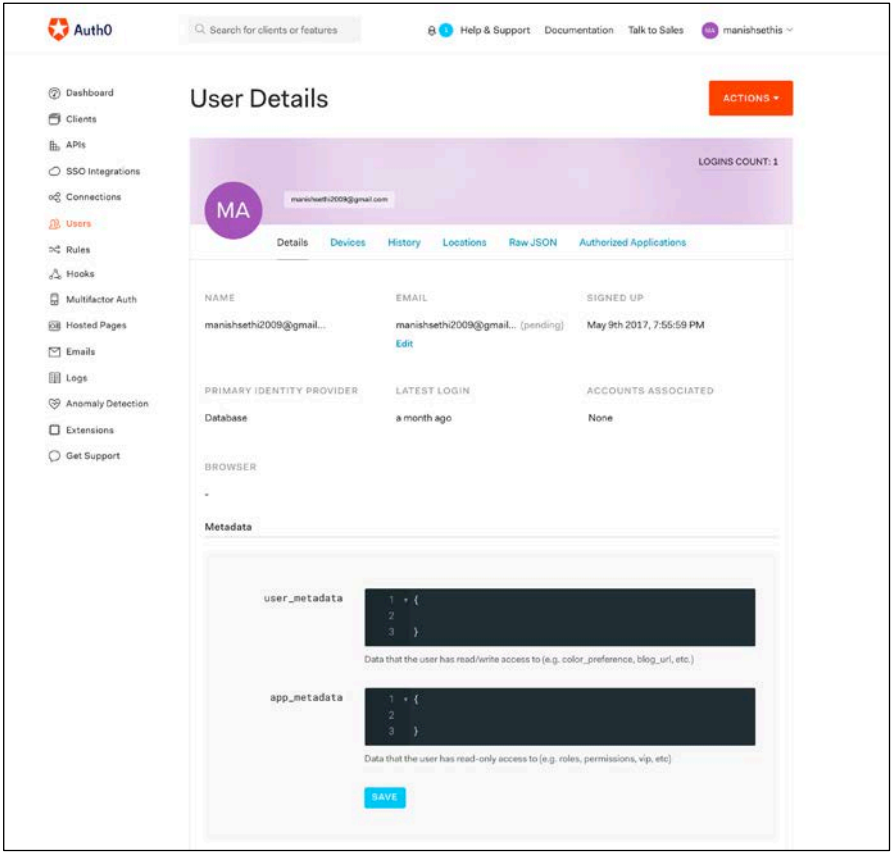 Auth0
Search for clients or features
Help & Support Documentation Talk to Sales MA manishsethis
Dashboard
Clients
APIs
SSO Integrations
Connections
Users
Rules
Hooks
Multifactor Auth
Hosted Pages
Emails
Logs
Anomaly Detection
Extensions
Get Support
User Details
ACTIONS
LOGINS COUNT: 1
MA
manishsethi2009@gmail.com
Details Devices History Locations Raw JSON Authorized Applications
NAME EMAIL SIGNED UP
manishsethi2009@gmail... manishsethi2009@gmail... (pending) May 9th 2017, 7:55:59 PM
Edit
PRIMARY IDENTITY PROVIDER LATEST LOGIN ACCOUNTS ASSOCIATED
Database a month ago None
BROWSER
-
Metadata
user_metadata
1 {
2
3 }
Data that the user has read/write access to (e.g. color_preference, blog_url, etc.)
app_metadata
1 {
2
3 }
Data that the user has read-only access to (e.g. roles, permissions, vip, etc)
SAVE